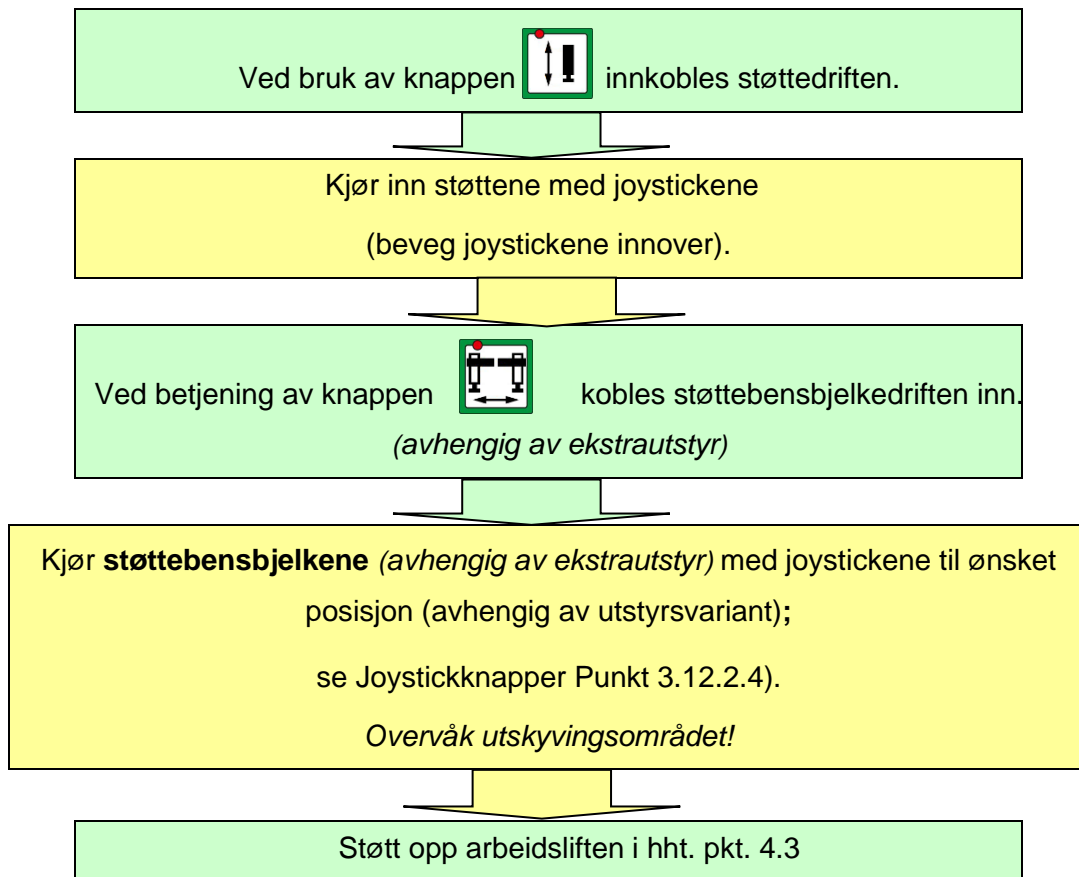 Ved bruk av knappen innkobles støttedriften.
Kjør inn støttene med joystickene
(beveg joystickene innover).
Ved betjening av knappen kobles støttebensbjelkedriften inn.
(avhengig av ekstrautstyr)
Kjør støttebensbjelkene (avhengig av ekstrautstyr) med joystickene til ønsket
posisjon (avhengig av utstyrsvariant);
se Joystickknapper Punkt 3.12.2.4).
Overvåk utskyvingsområdet!
Støtt opp arbeidsliften i hht. pkt. 4.3